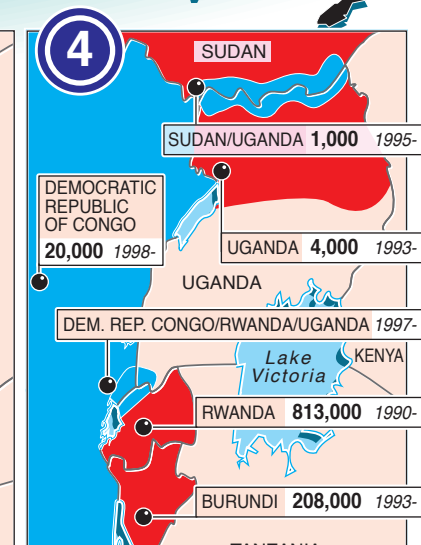 4
SUDAN
SUDAN/UGANDA 1,000 1995-
DEMOCRATIC
REPUBLIC
OF CONGO
20,000 1998-
UGANDA 4,000 1993-
UGANDA
DEM. REP. CONGO/RWANDA/UGANDA 1997-
Lake
Victoria
KENYA
RWANDA 813,000 1990-
BURUNDI 208,000 1993-
TANZANIA